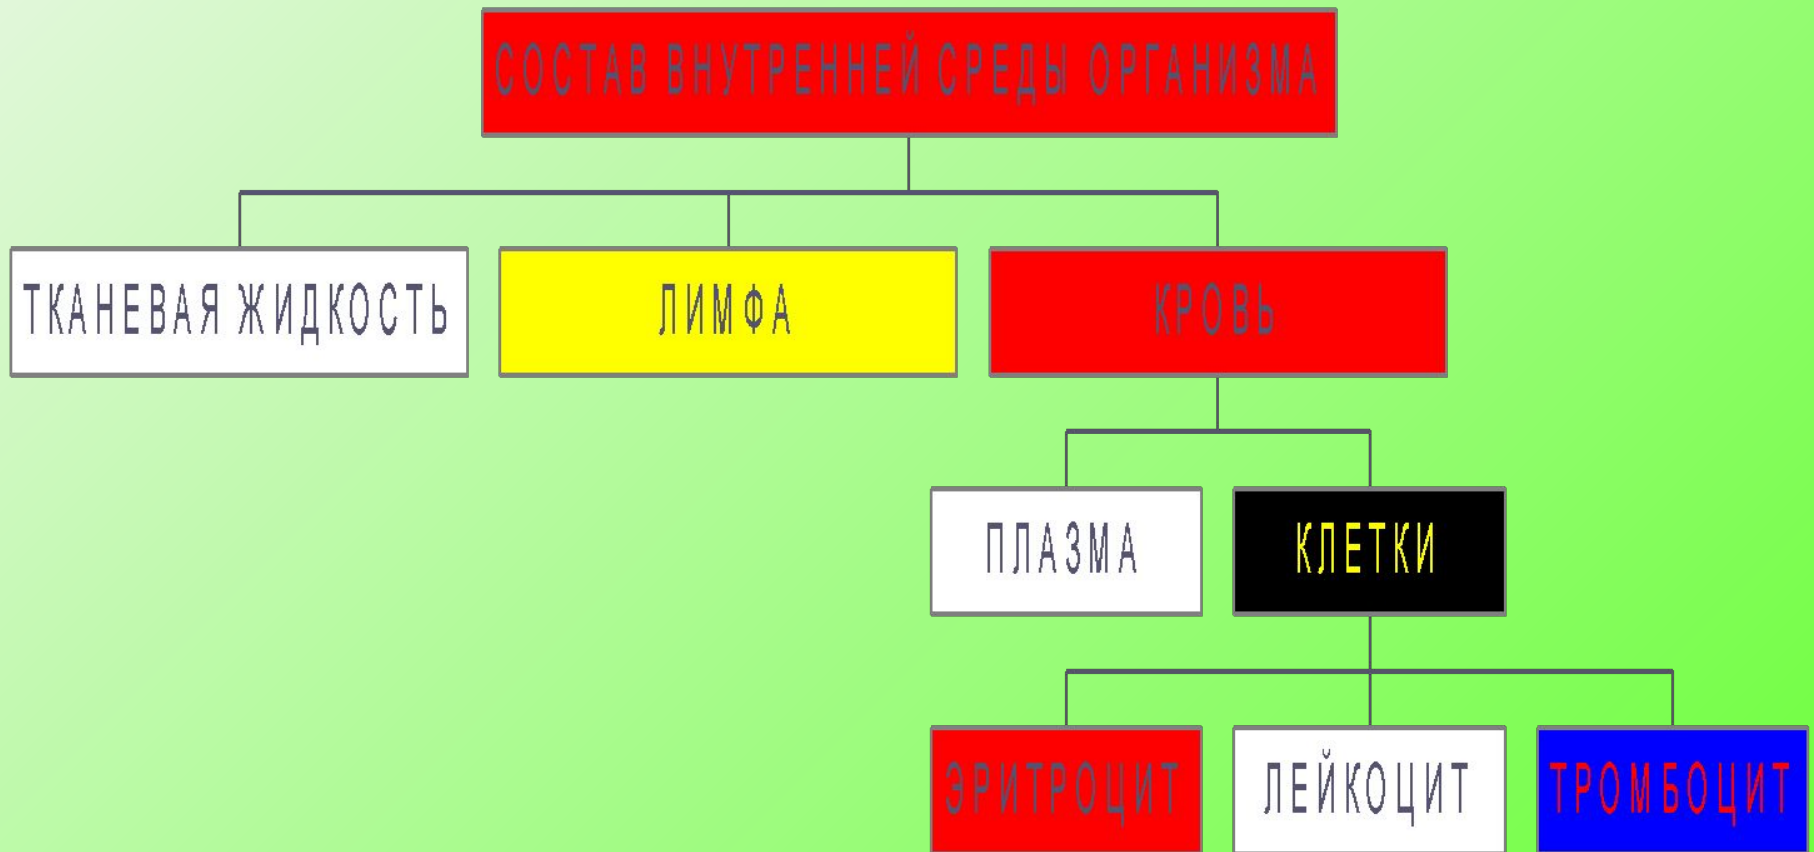 СОСТАВ ВНУТРЕННЕЙ СРЕДЫ ОРГАНИЗМА
ТКАНЕВАЯ ЖИДКОСТЬ
ЛИМФА
КРОВЬ
ПЛАЗМА
КЛЕТКИ
ЭРИТРОЦИТ
ЛЕЙКОЦИТ
ТРОМБОЦИТ